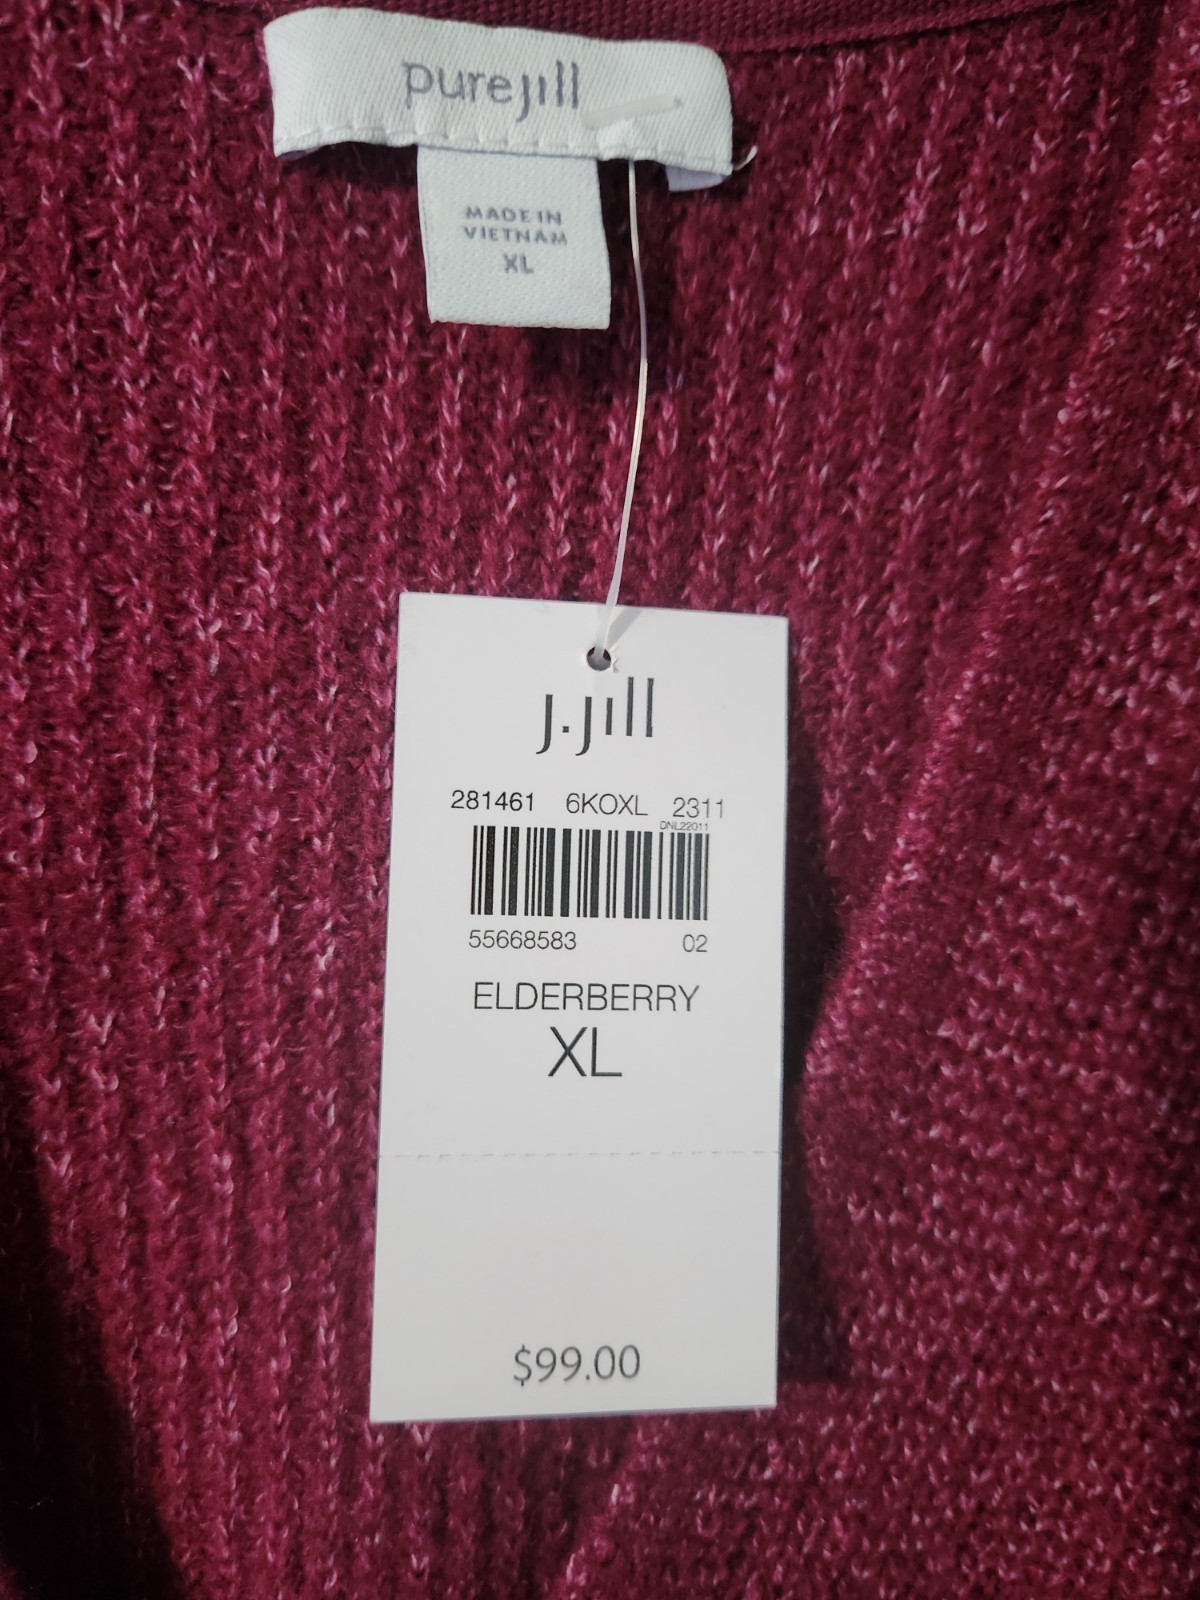 purejill
MADE IN
VIETNAM
XL
J.Jill
281461 6KOXL 2311
DNL22011
55668583 02
ELDERBERRY
XL
$99.00